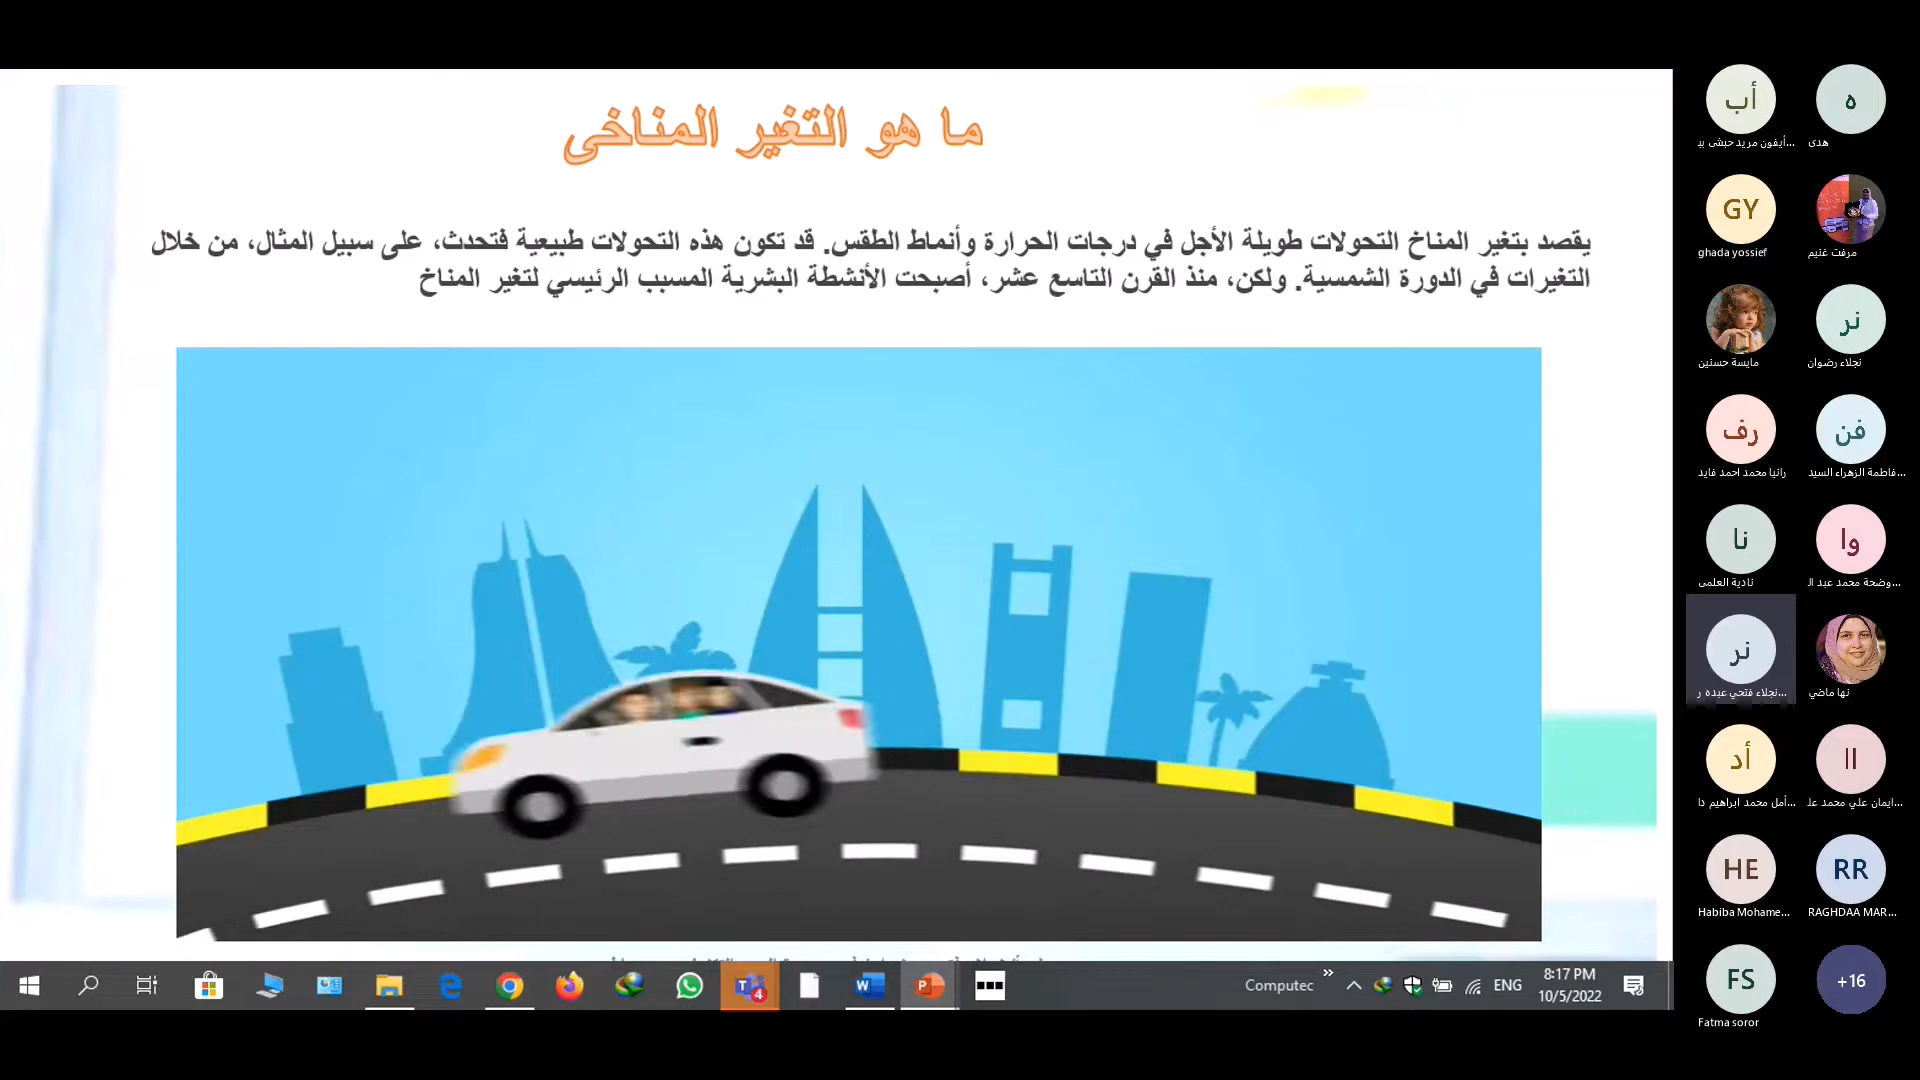 ما هو التغير المناخى
يقصد بتغير المناخ التحولات طويلة الأجل في درجات الحرارة وأنماط الطقس. قد تكون هذه التحولات طبيعية فتحدث، على سبيل المثال، من خلال
التغيرات في الدورة الشمسية. ولكن، منذ القرن التاسع عشر، أصبحت الأنشطة البشرية المسبب الرئيسي لتغير المناخ
أب
ه
أيفون مريد حبشى بي...
هدى
GY
ghada yossief
مرفت غنيم
نر
مايسة حسنين
نجلاء رضوان
رف
فن
رانيا محمد احمد فايد
فاطمة الزهراء السيد...
نا
وا
نادية العلمى
وضحة محمد عبد ال...
نر
نجلاء فتحي عبده ر...
نها ماضي
أد
اا
أمل محمد ابراهيم دا...
ايمان علي محمد عل...
HE
RR
Habiba Mohame...
RAGHDAA MAR...
FS
+16
Fatma soror
4
Computec
»
ENG
8:17 PM
10/5/2022